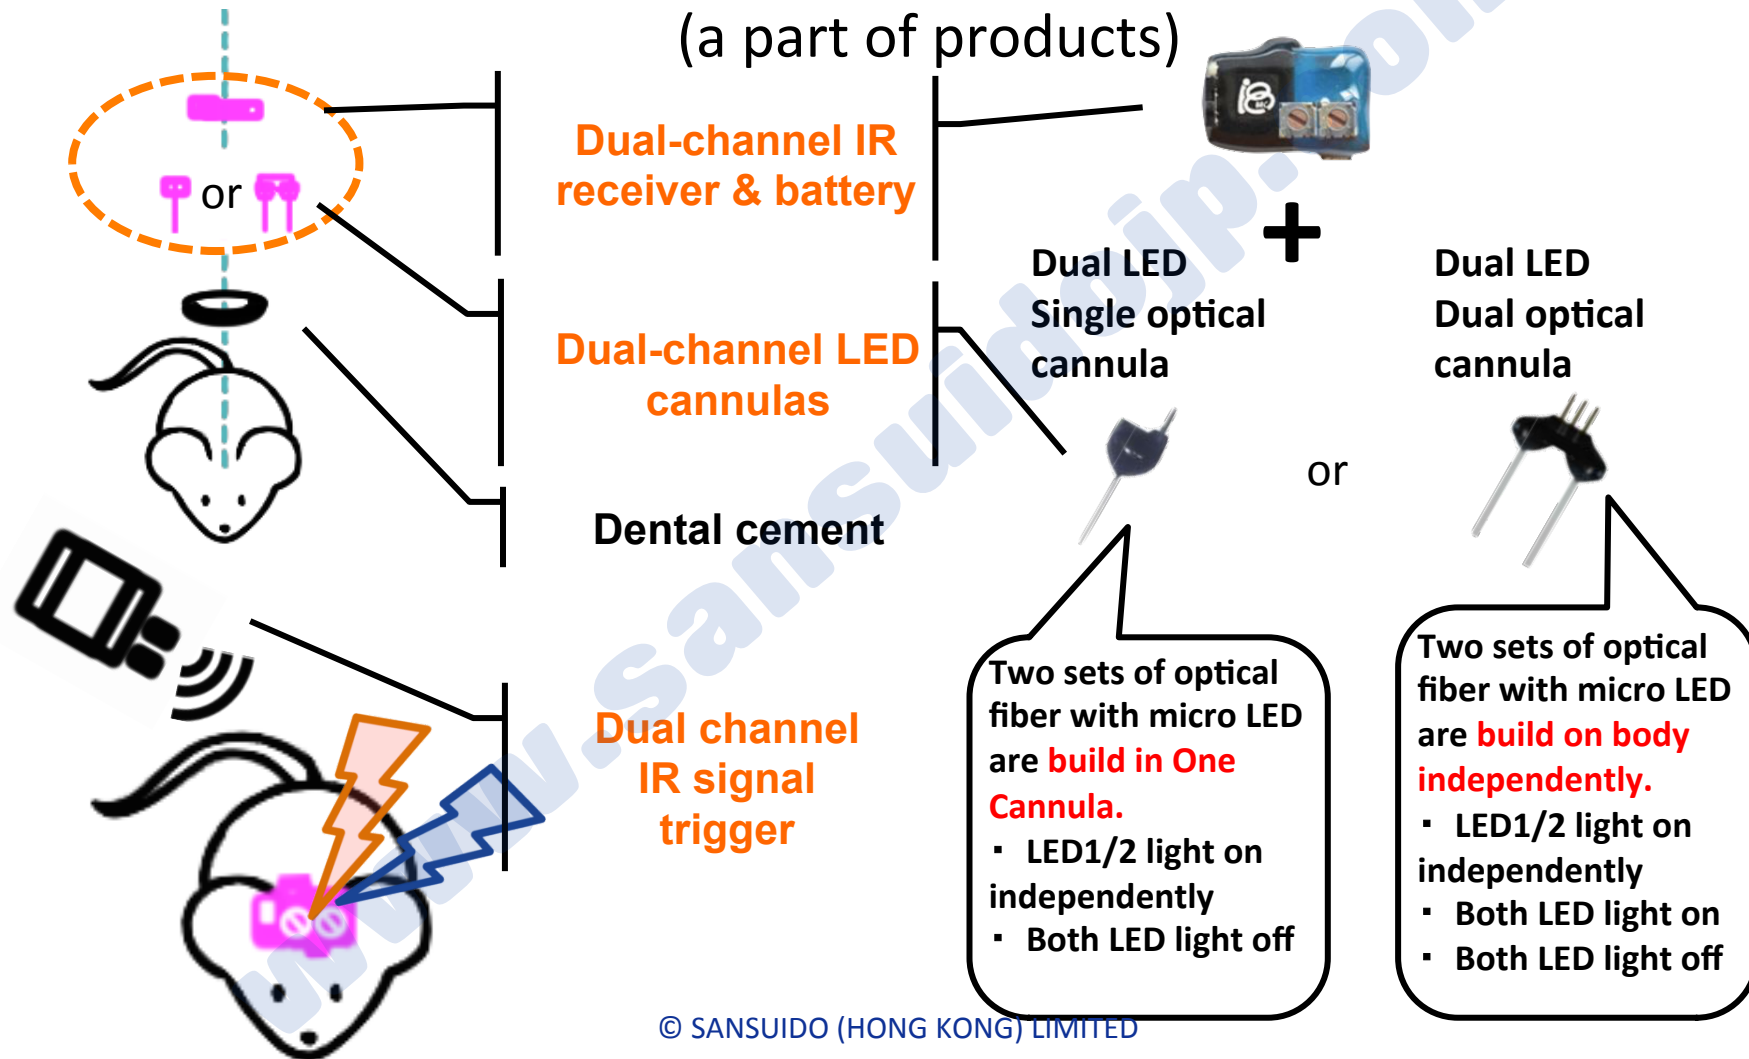 (a part of products)
or
Dual-channel IR
receiver & battery
Dual-channel LED
cannulas
Dental cement
Dual channel
IR signal
trigger
+
Dual LED
Single optical
cannula
or
Dual LED
Dual optical
cannula
Two sets of optical
fiber with micro LED
are build in One
Cannula.
▪ LED1/2 light on
independently
▪ Both LED light off
Two sets of optical
fiber with micro LED
are build on body
independently.
▪ LED1/2 light on
independently
▪ Both LED light on
▪ Both LED light off
www.sansuidojp.com
© SANSUIDO (HONG KONG) LIMITED